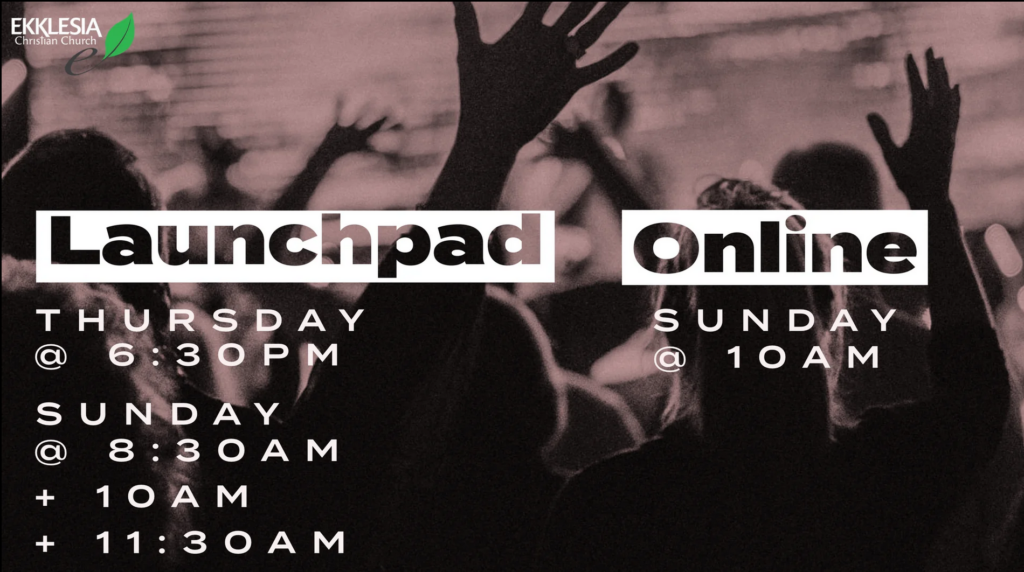 EKKLESIA
Christian Church
e
Launchpad
THURSDAY
@ 6:30PM
SUNDAY
@ 8:30AM
+ 10AM
+ 11:30AM
Online
SUNDAY
@ 10AM